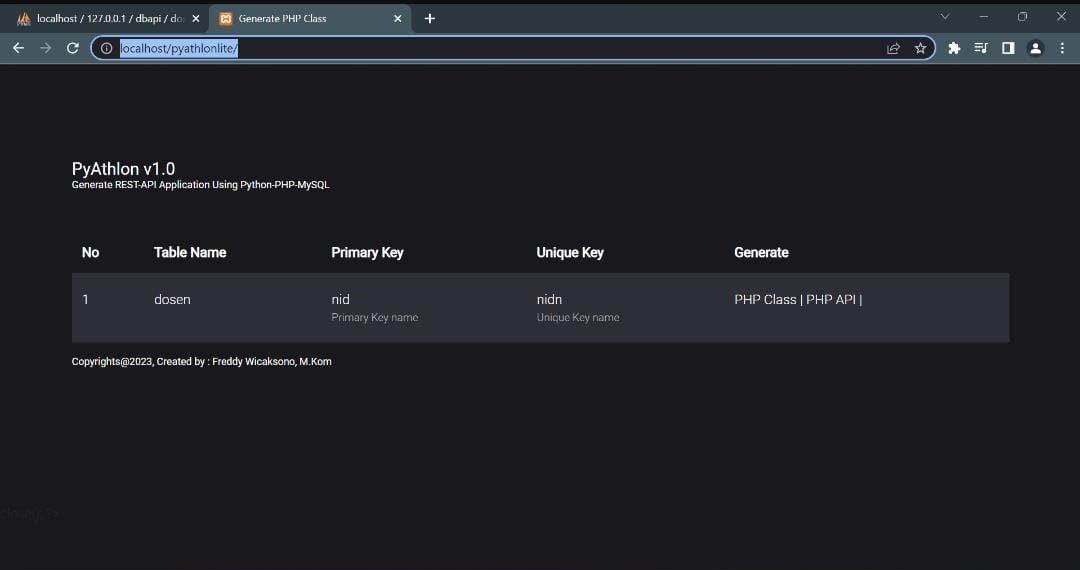 localhost / 127.0.0.1 / dbapi / do
Generate PHP Class
localhost/pyathlonlite/
PyAthlon v1.0
Generate REST-API Application Using Python-PHP-MySQL
No Table Name Primary Key Unique Key Generate
1 dosen nid nidn PHP Class | PHP API |
Primary Key name Unique Key name
Copyrights@2023, Created by : Freddy Wicaksono, M.Kom
close(); ?>